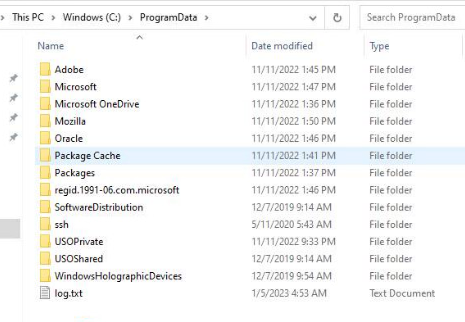 This PC > Windows (C:) > ProgramData > Search ProgramData
Name Date modified Type
Adobe 11/11/2022 1:45 PM File folder
Microsoft 11/11/2022 1:47 PM File folder
Microsoft OneDrive 11/11/2022 1:36 PM File folder
Mozilla 11/11/2022 1:50 PM File folder
Oracle 11/11/2022 1:46 PM File folder
Package Cache 11/11/2022 1:41 PM File folder
Packages 11/11/2022 1:37 PM File folder
regid.1991-06.com.microsoft 11/11/2022 1:46 PM File folder
SoftwareDistribution 12/7/2019 9:14 AM File folder
ssh 5/11/2020 5:43 AM File folder
USOPrivate 11/11/2022 9:33 PM File folder
USOShared 12/7/2019 9:14 AM File folder
WindowsHolographicDevices 12/7/2019 9:54 AM File folder
log.txt 1/5/2023 4:53 AM Text Document